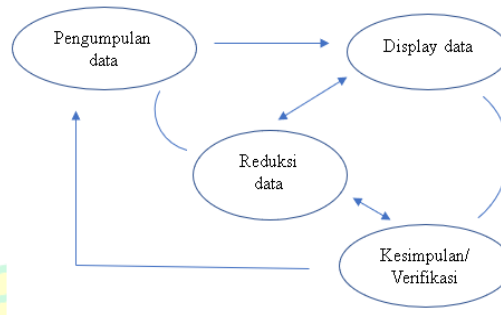 Pengumpulan
data
Display data
Reduksi
data
Kesimpulan/
Verifikasi